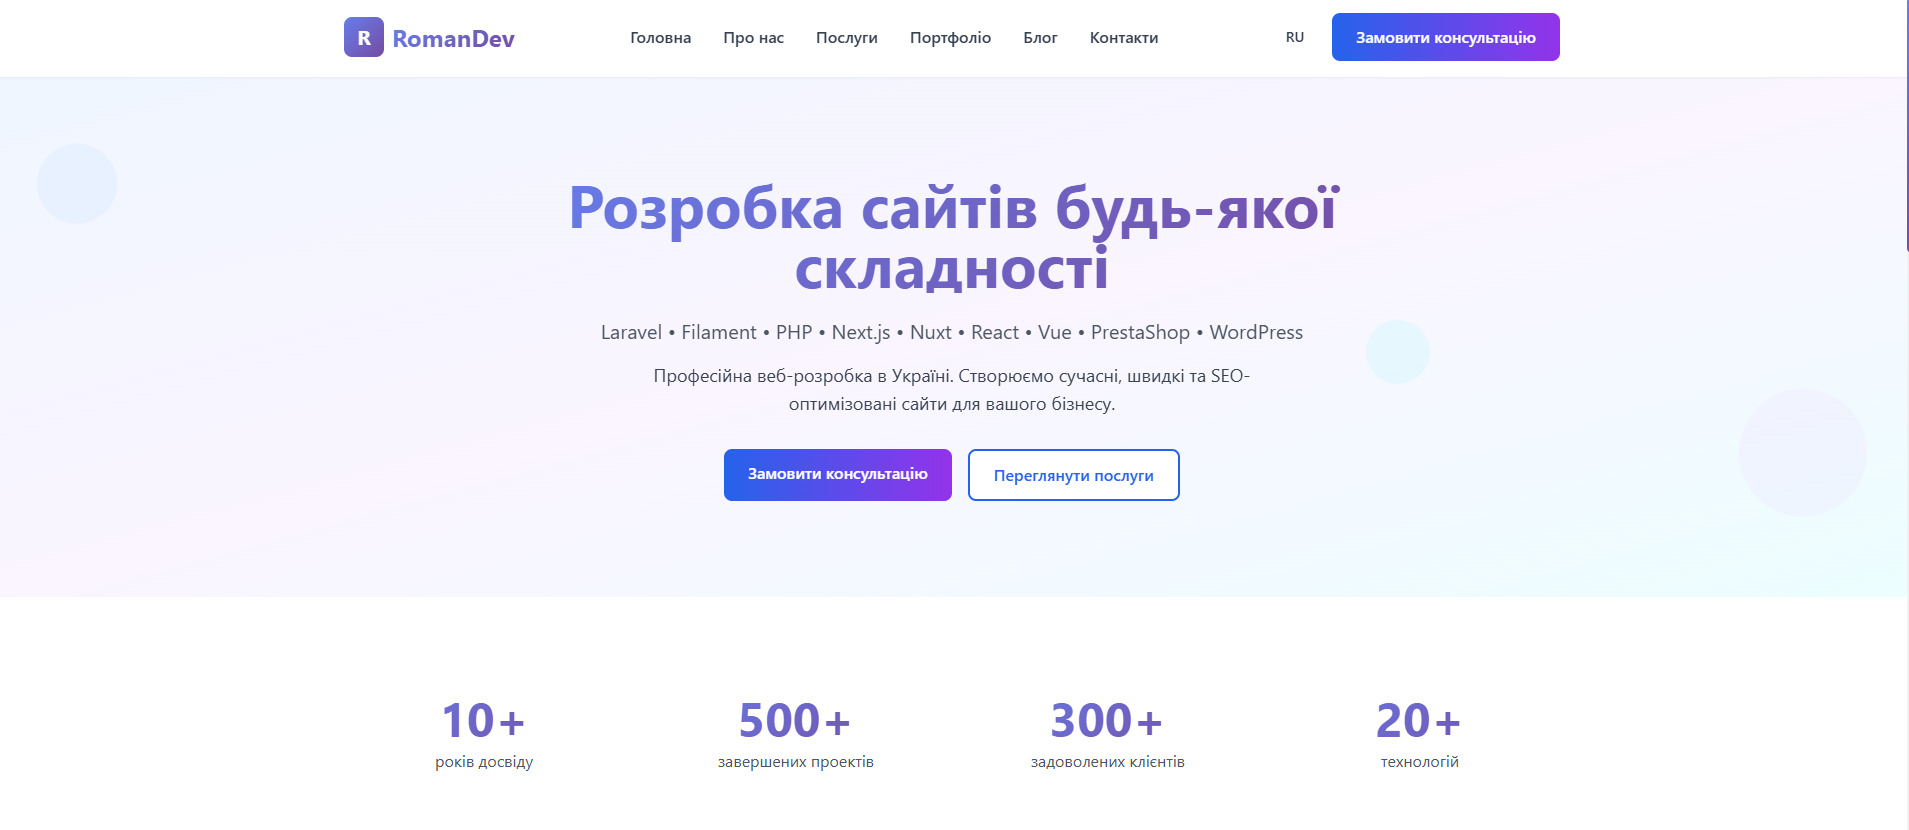 R RomanDev
Головна Про нас Послуги Портфоліо Блог Контакти
RU
Замовити консультацію
Розробка сайтів будь-якої
складності
Laravel • Filament • PHP • Next.js • Nuxt • React • Vue • PrestaShop • WordPress
Професійна веб-розробка в Україні. Створюємо сучасні, швидкі та SEO-
оптимізовані сайти для вашого бізнесу.
Замовити консультацію
Переглянути послуги
10+
років досвіду
500+
завершених проектів
300+
задоволених клієнтів
20+
технологій